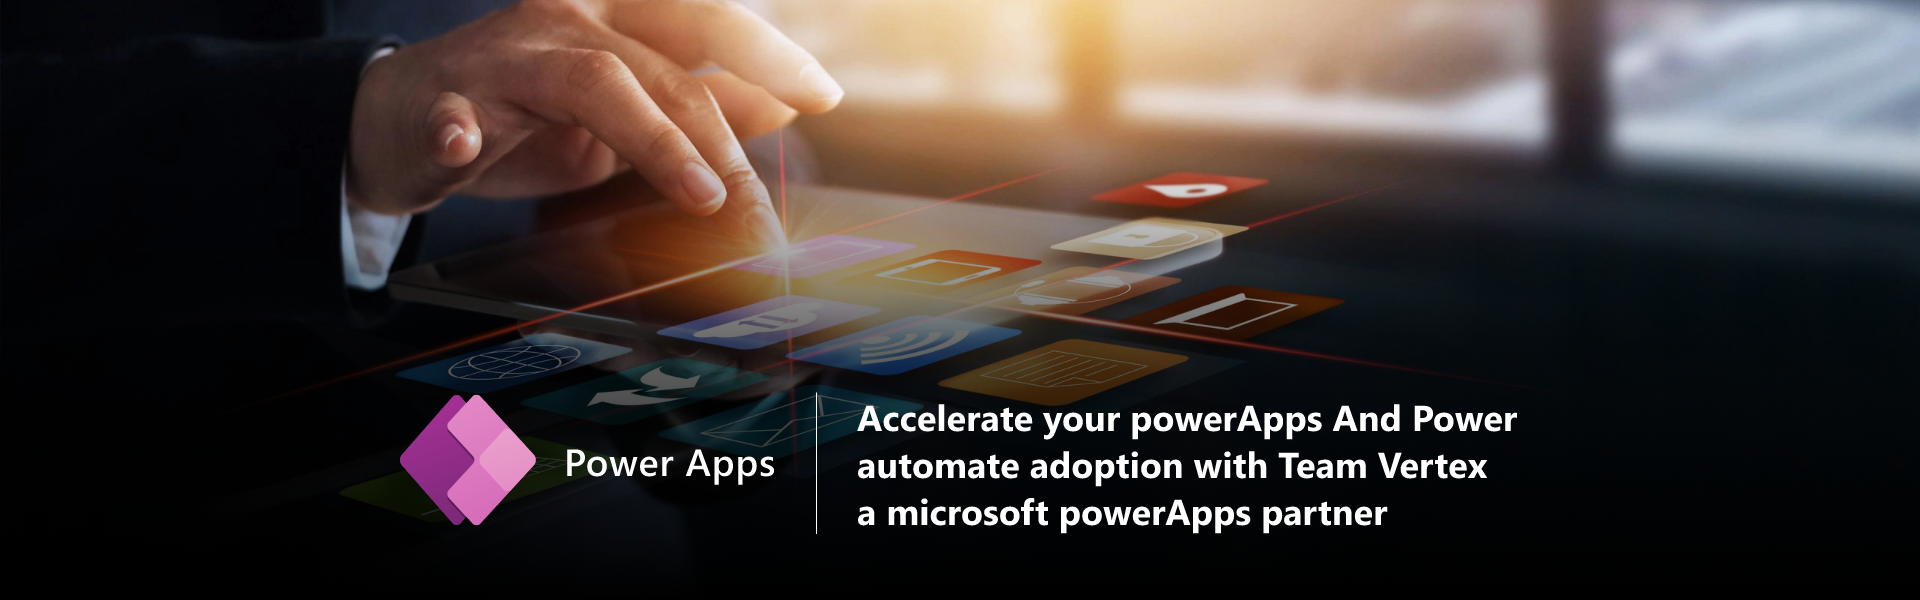 Power Apps
Accelerate your powerApps And Power
automate adoption with Team Vertex
a microsoft powerApps partner